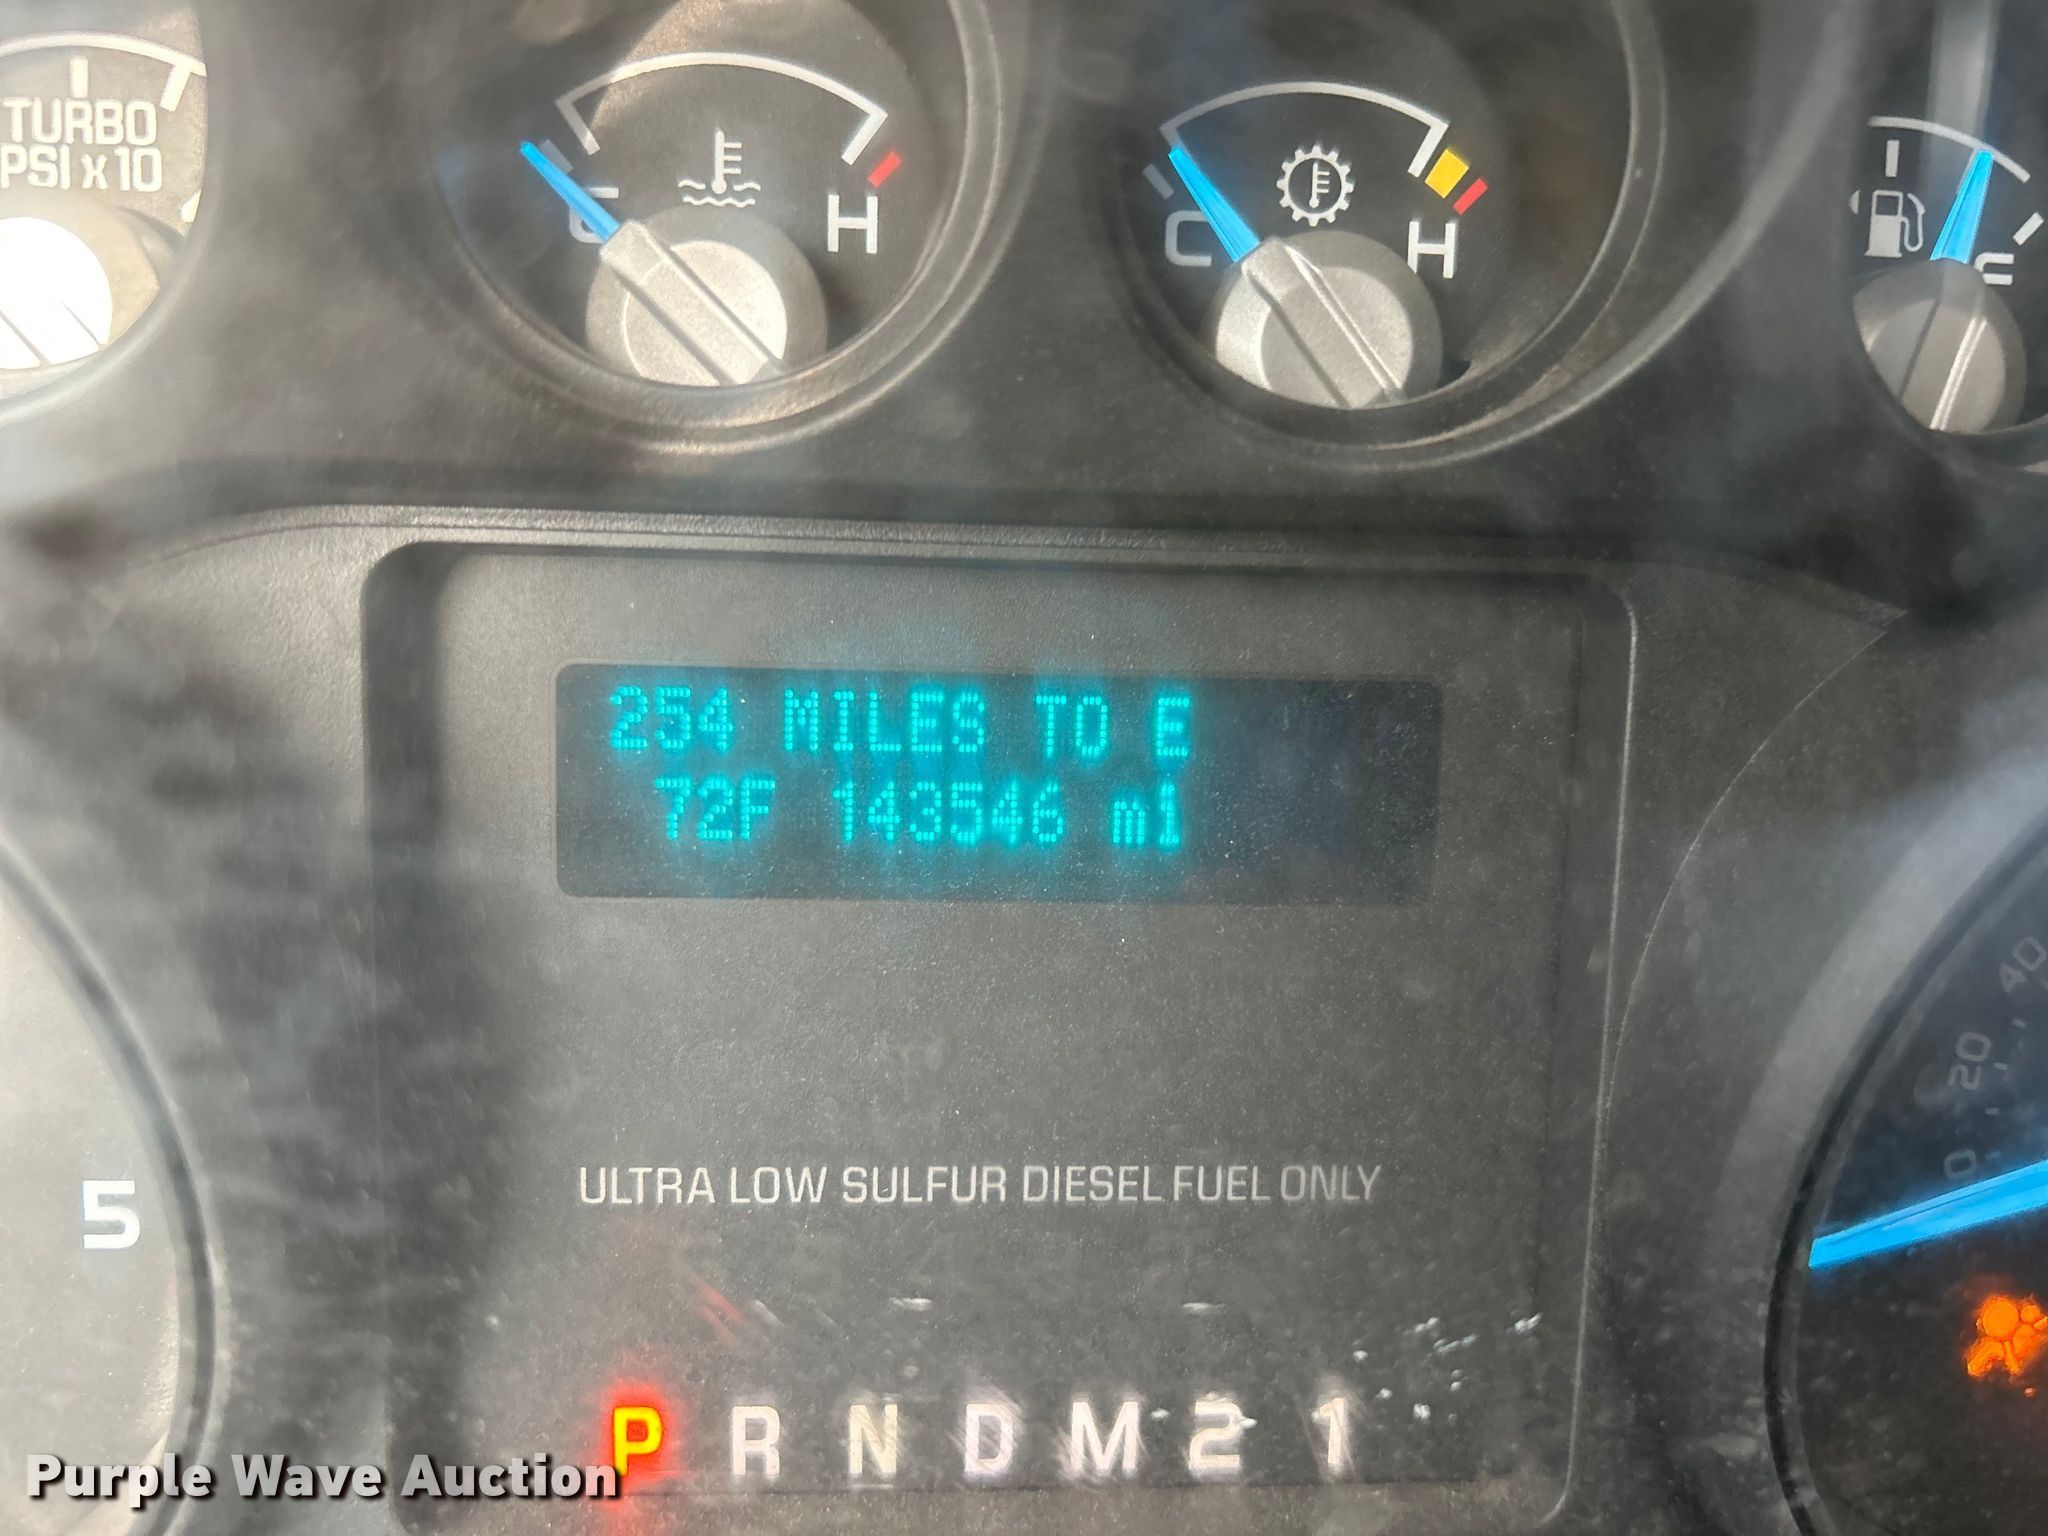 TURBO
PSI x 10
C
H
C
H
E
254 MILES TO E
72F 143546 mi
40
20
0
5
ULTRA LOW SULFUR DIESEL FUEL ONLY
P R N D M 2 1
Purple Wave Auction